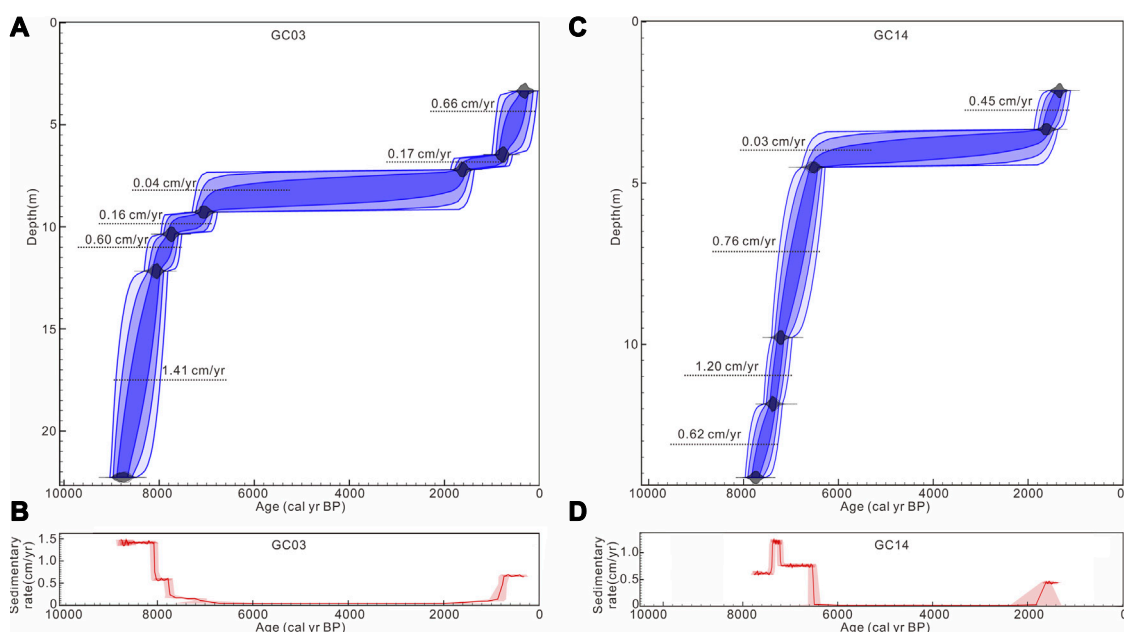 A
GC03
0
5
10
15
20
Depth(m)
0.66 cm/yr
0.17 cm/yr
0.04 cm/yr
0.16 cm/yr
0.60 cm/yr
1.41 cm/yr
10000 8000 6000 4000 2000 0
Age (cal yr BP)
B
GC03
1.5
1.0
0.5
0
Sedimentary
rate(cm/yr)
10000 8000 6000 4000 2000 0
Age (cal yr BP)
C
GC14
0
5
10
Depth(m)
0.45 cm/yr
0.03 cm/yr
0.76 cm/yr
1.20 cm/yr
0.62 cm/yr
10000 8000 6000 4000 2000 0
Age (cal yr BP)
D
GC14
1.0
0.5
0
Sedimentary
rate(cm/yr)
10000 8000 6000 4000 2000 0
Age (cal yr BP)